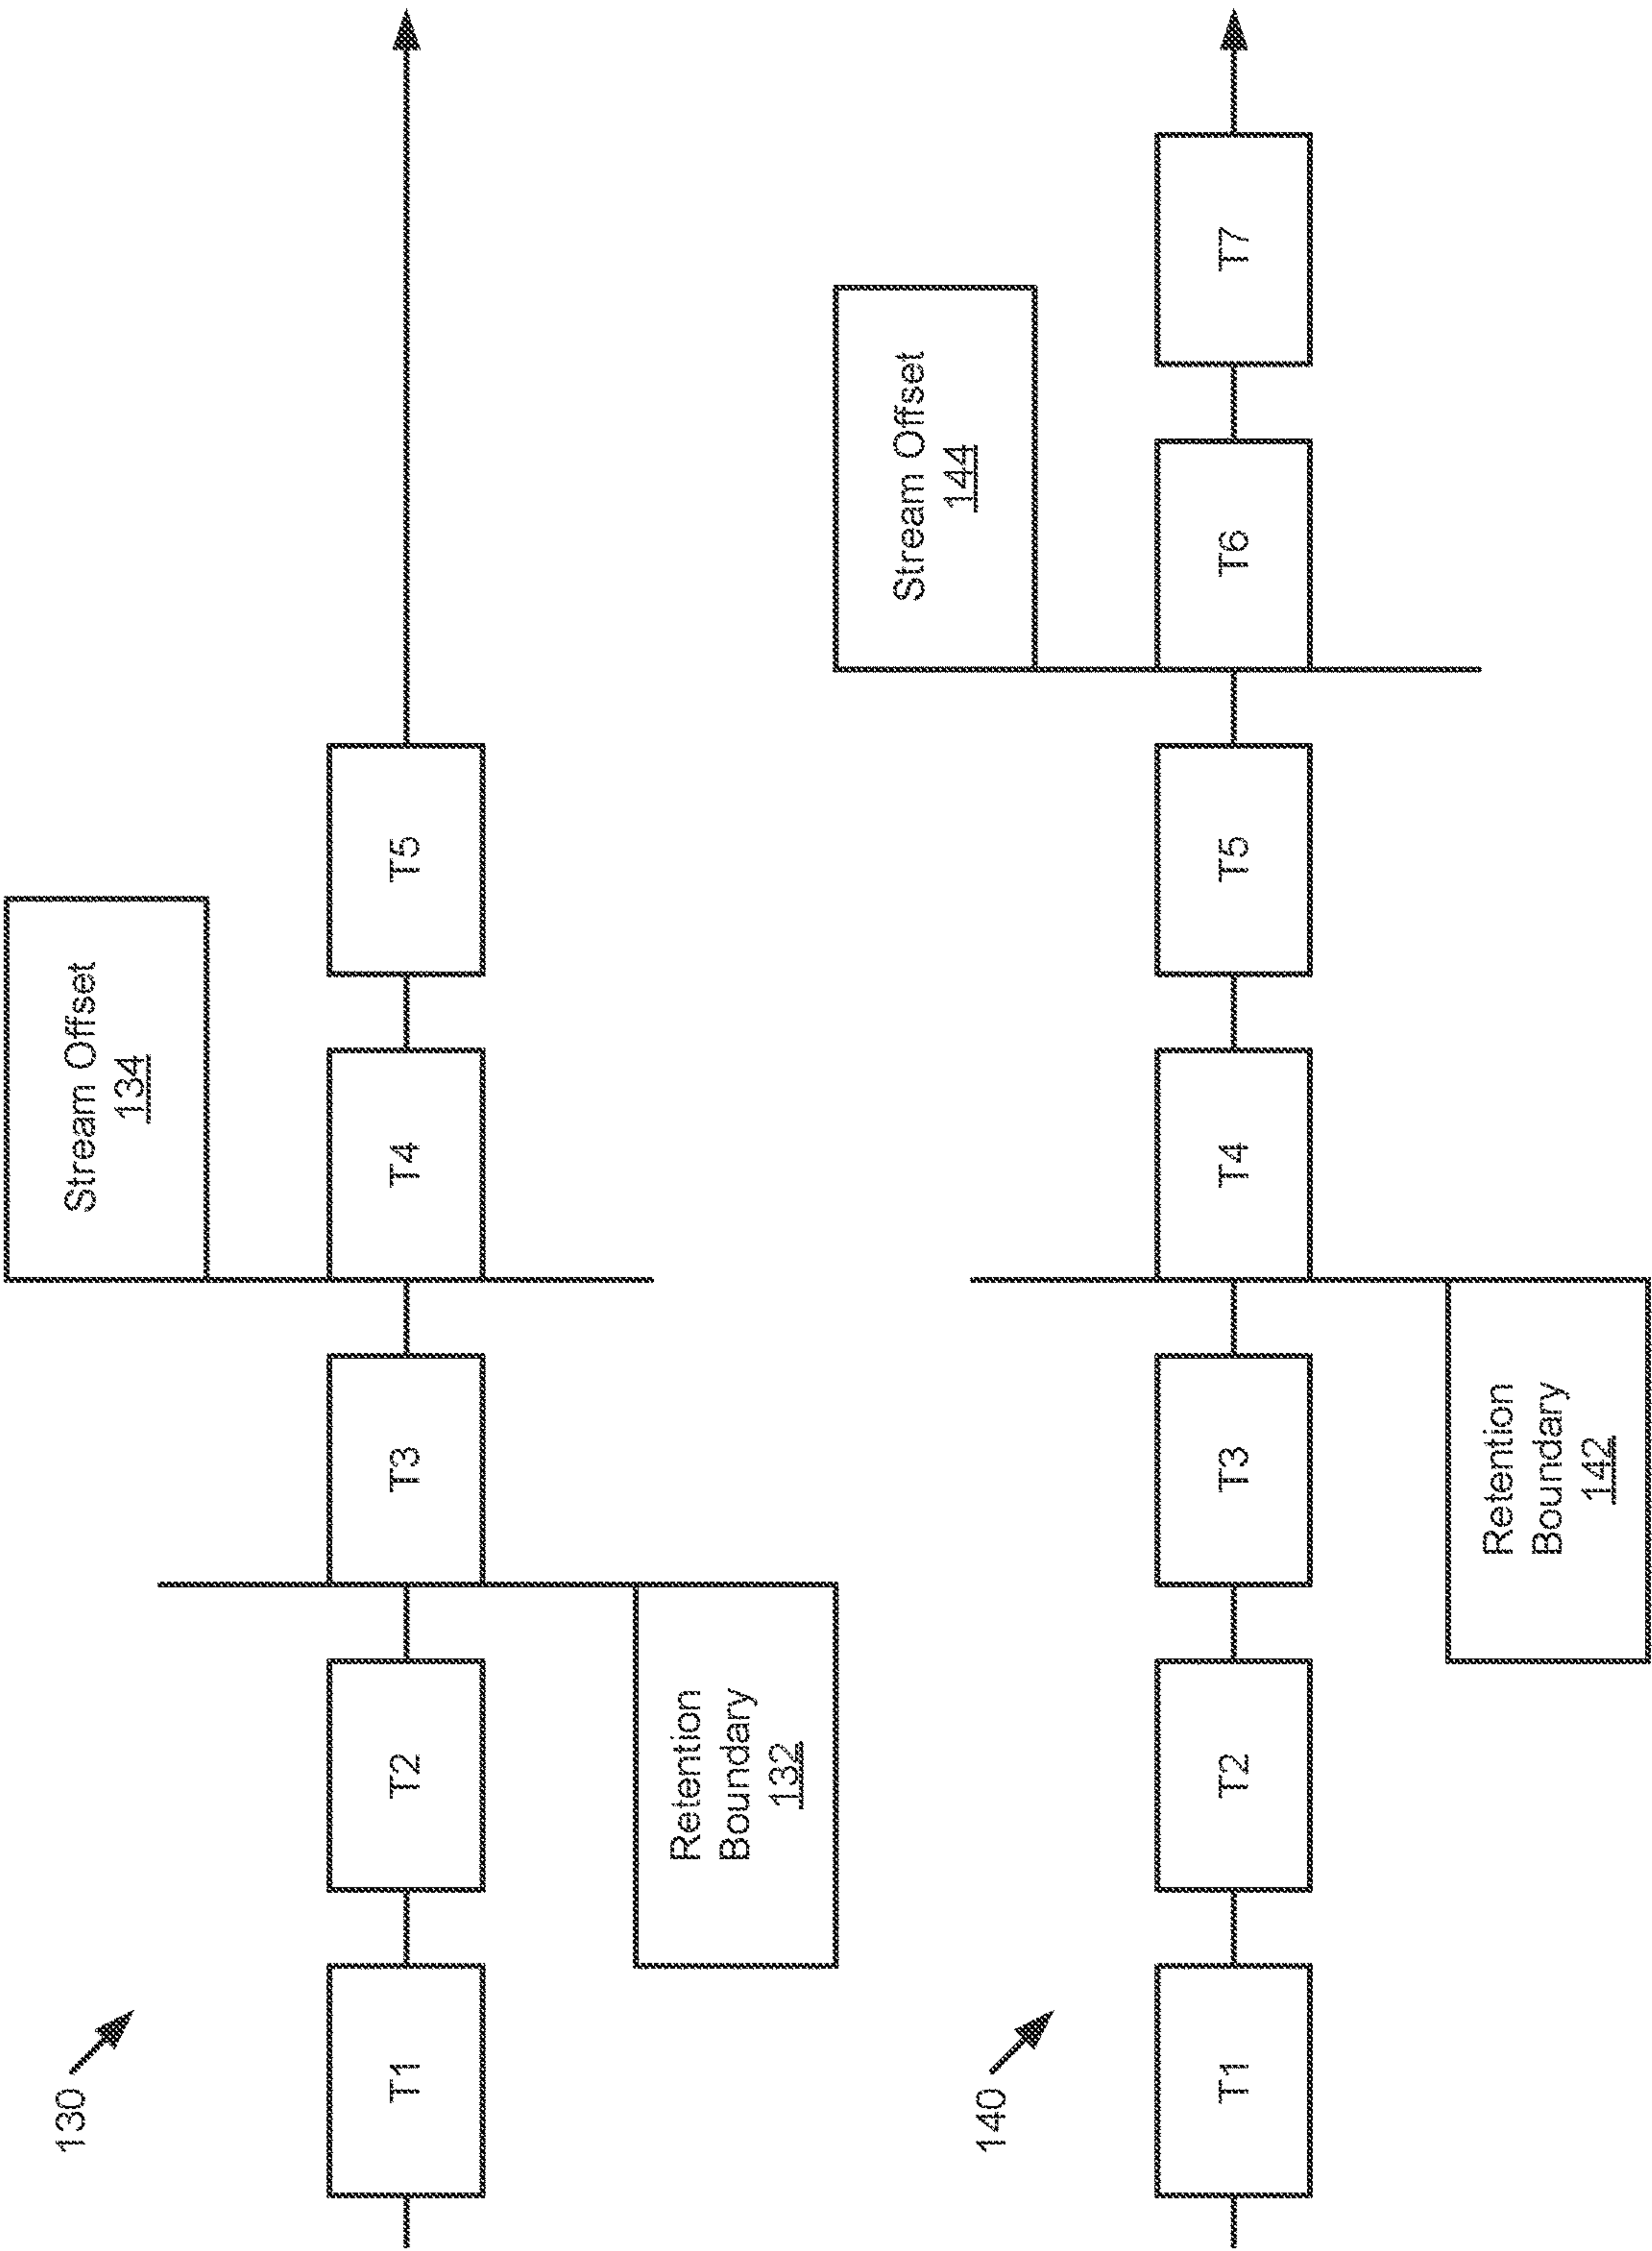 130
Stream Offset
134
T1
T2
T3
T4
T5
Retention
Boundary
132
140
Stream Offset
144
T1
T2
T3
T4
T5
T6
T7
Retention
Boundary
142